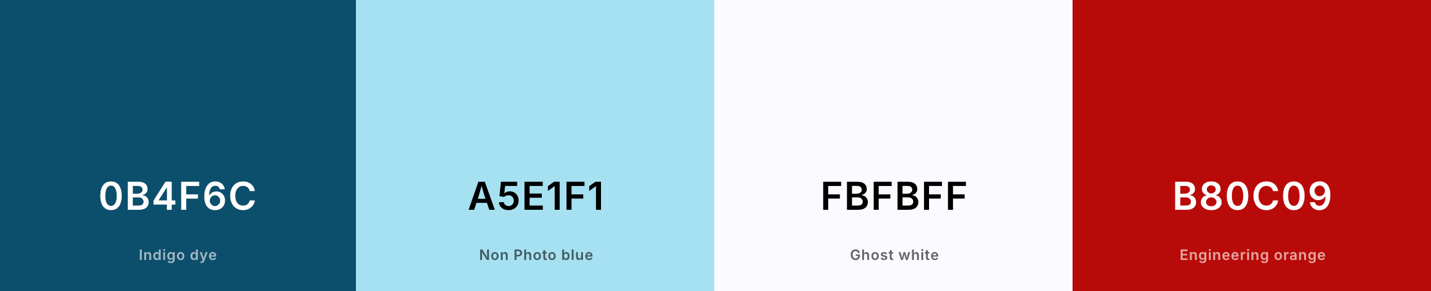 0B4F6C
Indigo dye
A5E1F1
Non Photo blue
FBFBFF
Ghost white
B80C09
Engineering orange